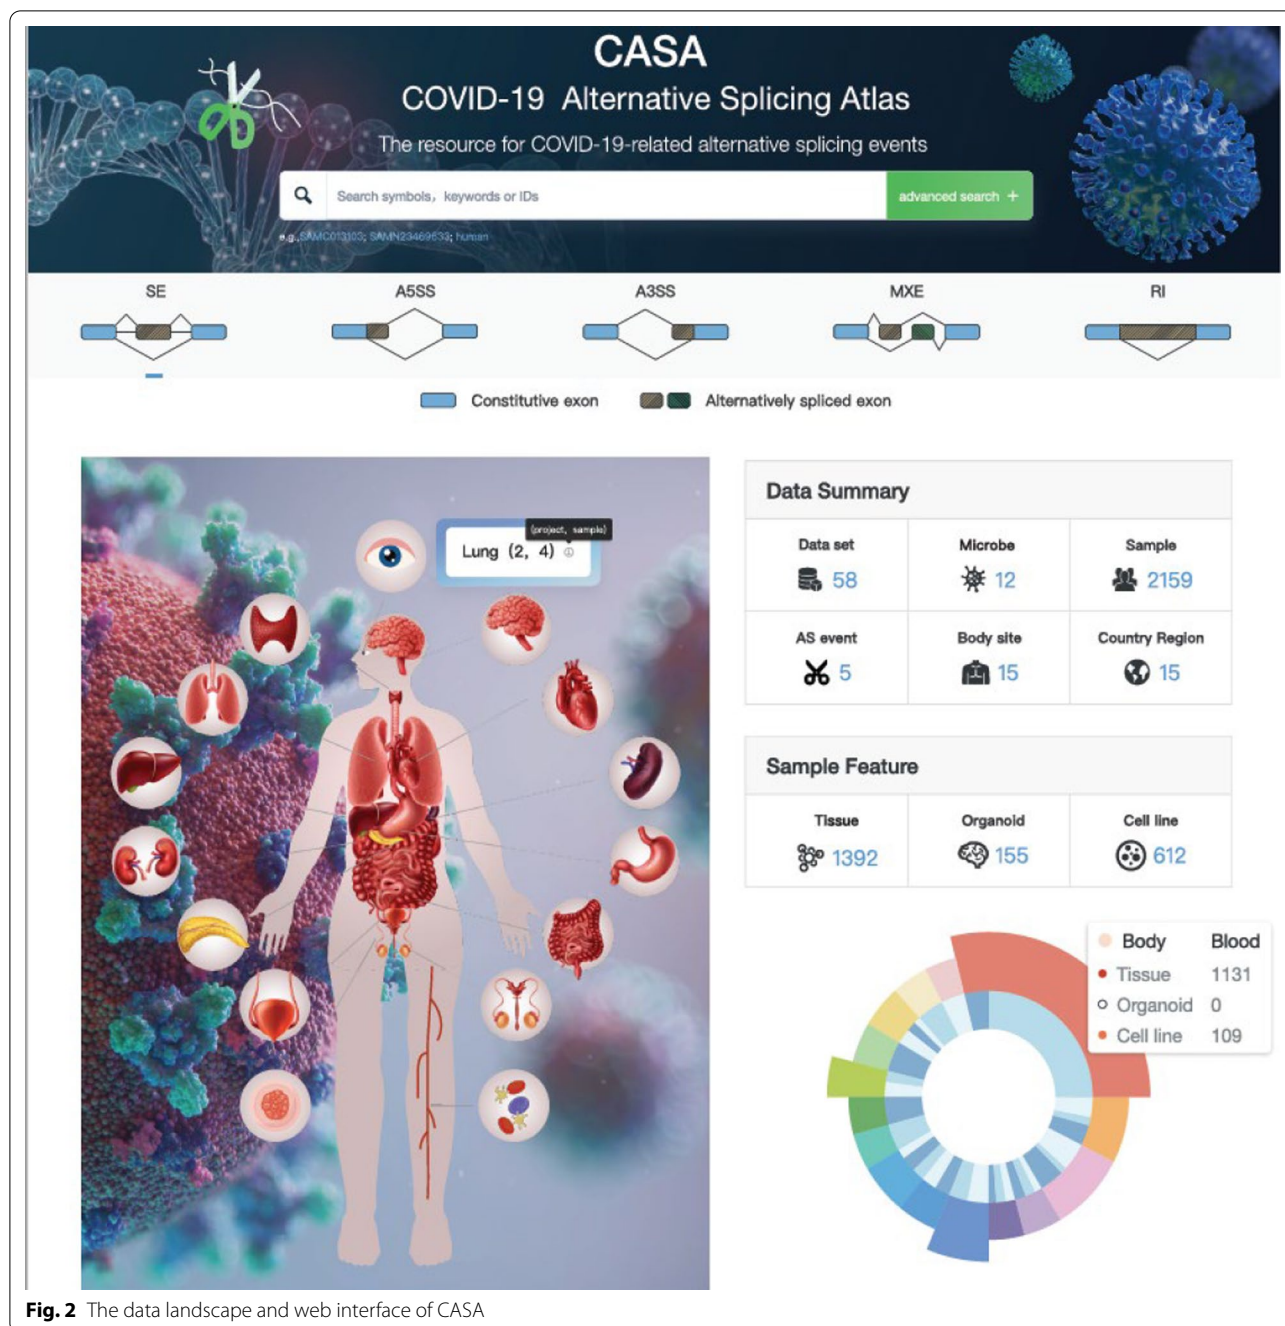 CASA
COVID-19 Alternative Splicing Atlas
The resource for COVID-19-related alternative splicing events
Search symbols, keywords or IDs
advanced search +
e.g.,SAMC013103; SAMN23469633; human
SE A5SS A3SS MXE RI
Constitutive exon Alternatively spliced exon
(project, sample)
Lung (2, 4)
Data Summary
Data set Microbe Sample
58 12 2159
AS event Body site Country Region
5 15 15
Sample Feature
Tissue Organoid Cell line
1392 155 612
Body Blood
Tissue 1131
Organoid 0
Cell line 109
Fig. 2 The data landscape and web interface of CASA